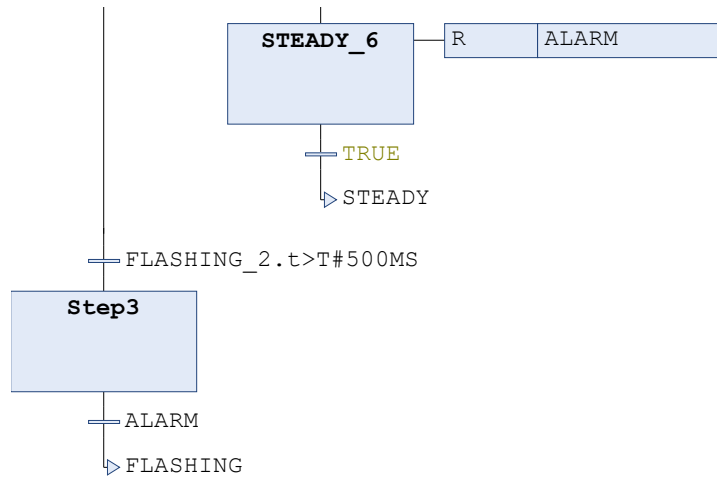 STEADY_6
R ALARM
TRUE
STEADY
FLASHING_2.t>T#500MS
Step3
ALARM
FLASHING